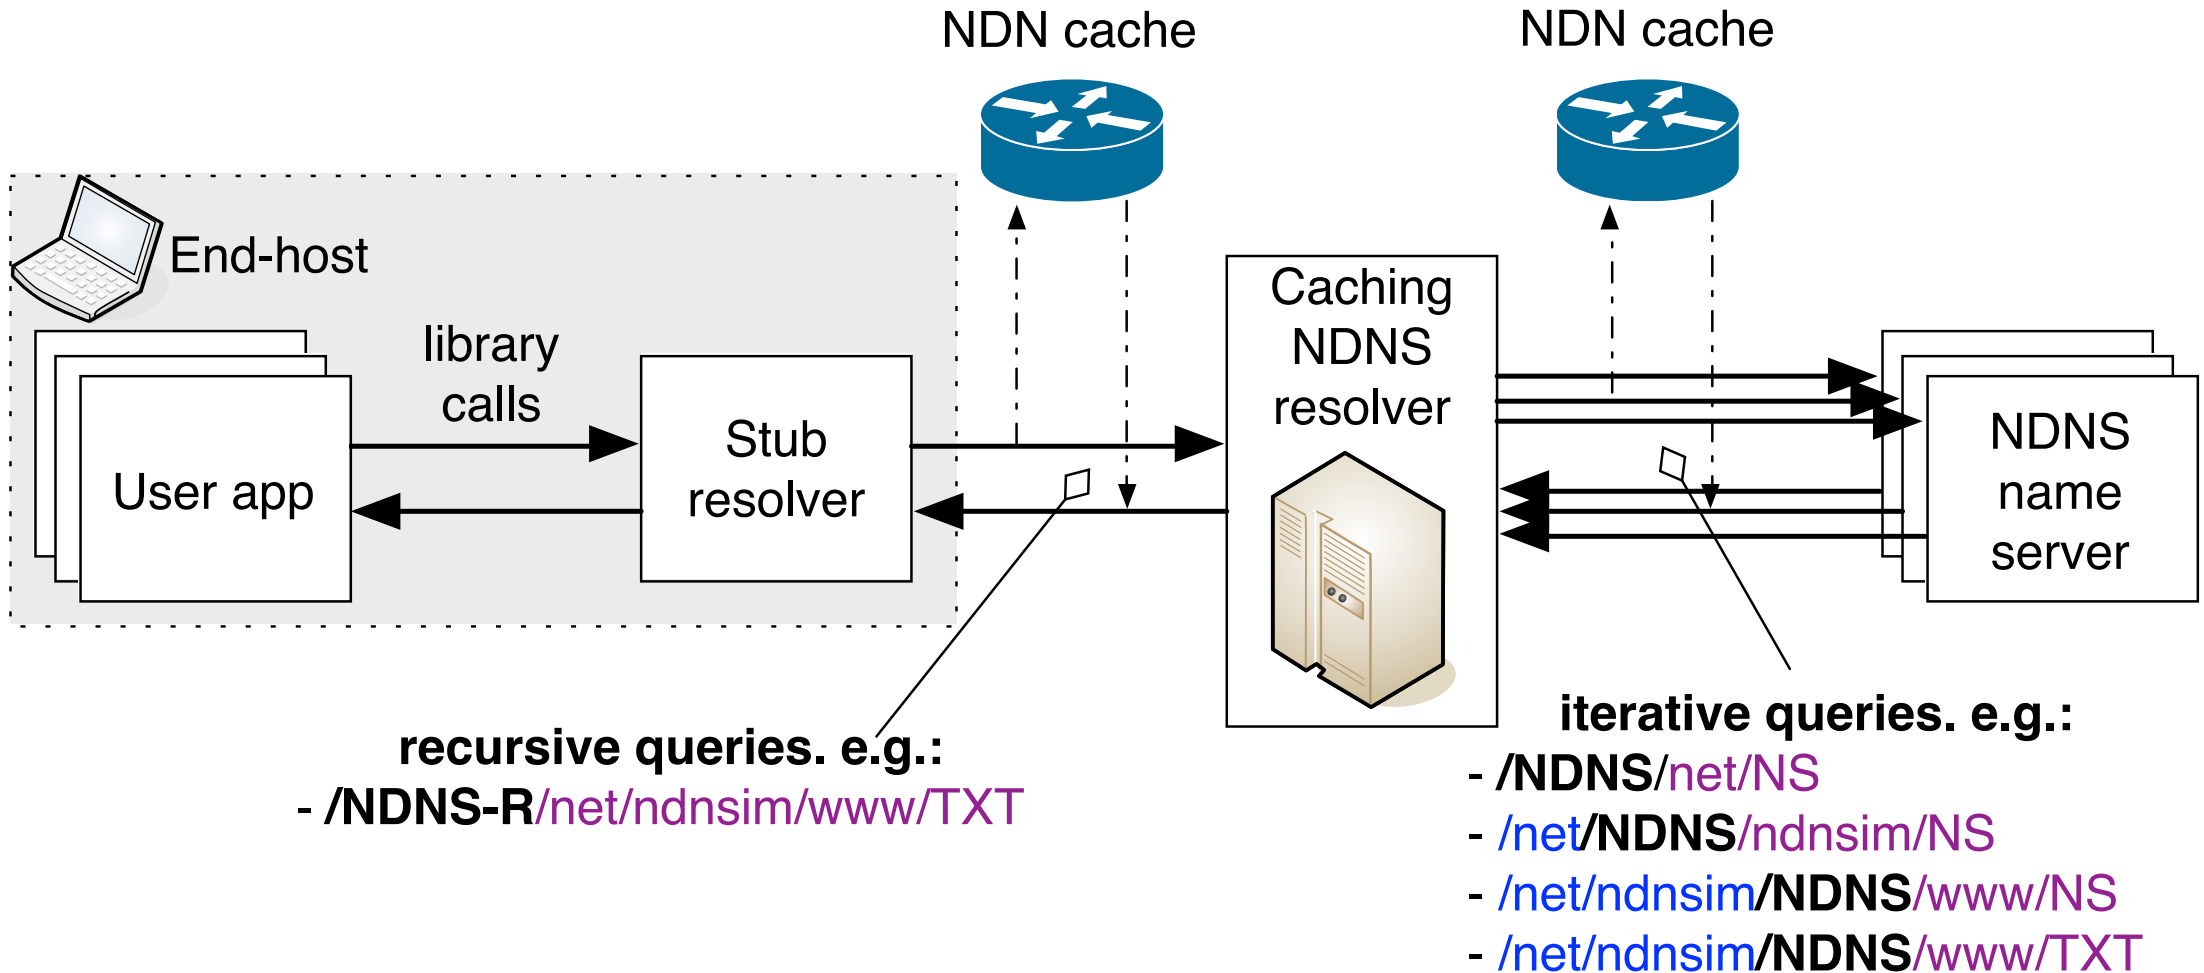 NDN cache
NDN cache
End-host
library
calls
User app
Stub
resolver
Caching
NDNS
resolver
NDNS
name
server
recursive queries. e.g.:
- /NDNS-R/net/ndnsim/www/TXT
iterative queries. e.g.:
- /NDNS/net/NS
- /net/NDNS/ndnsim/NS
- /net/ndnsim/NDNS/www/NS
- /net/ndnsim/NDNS/www/TXT